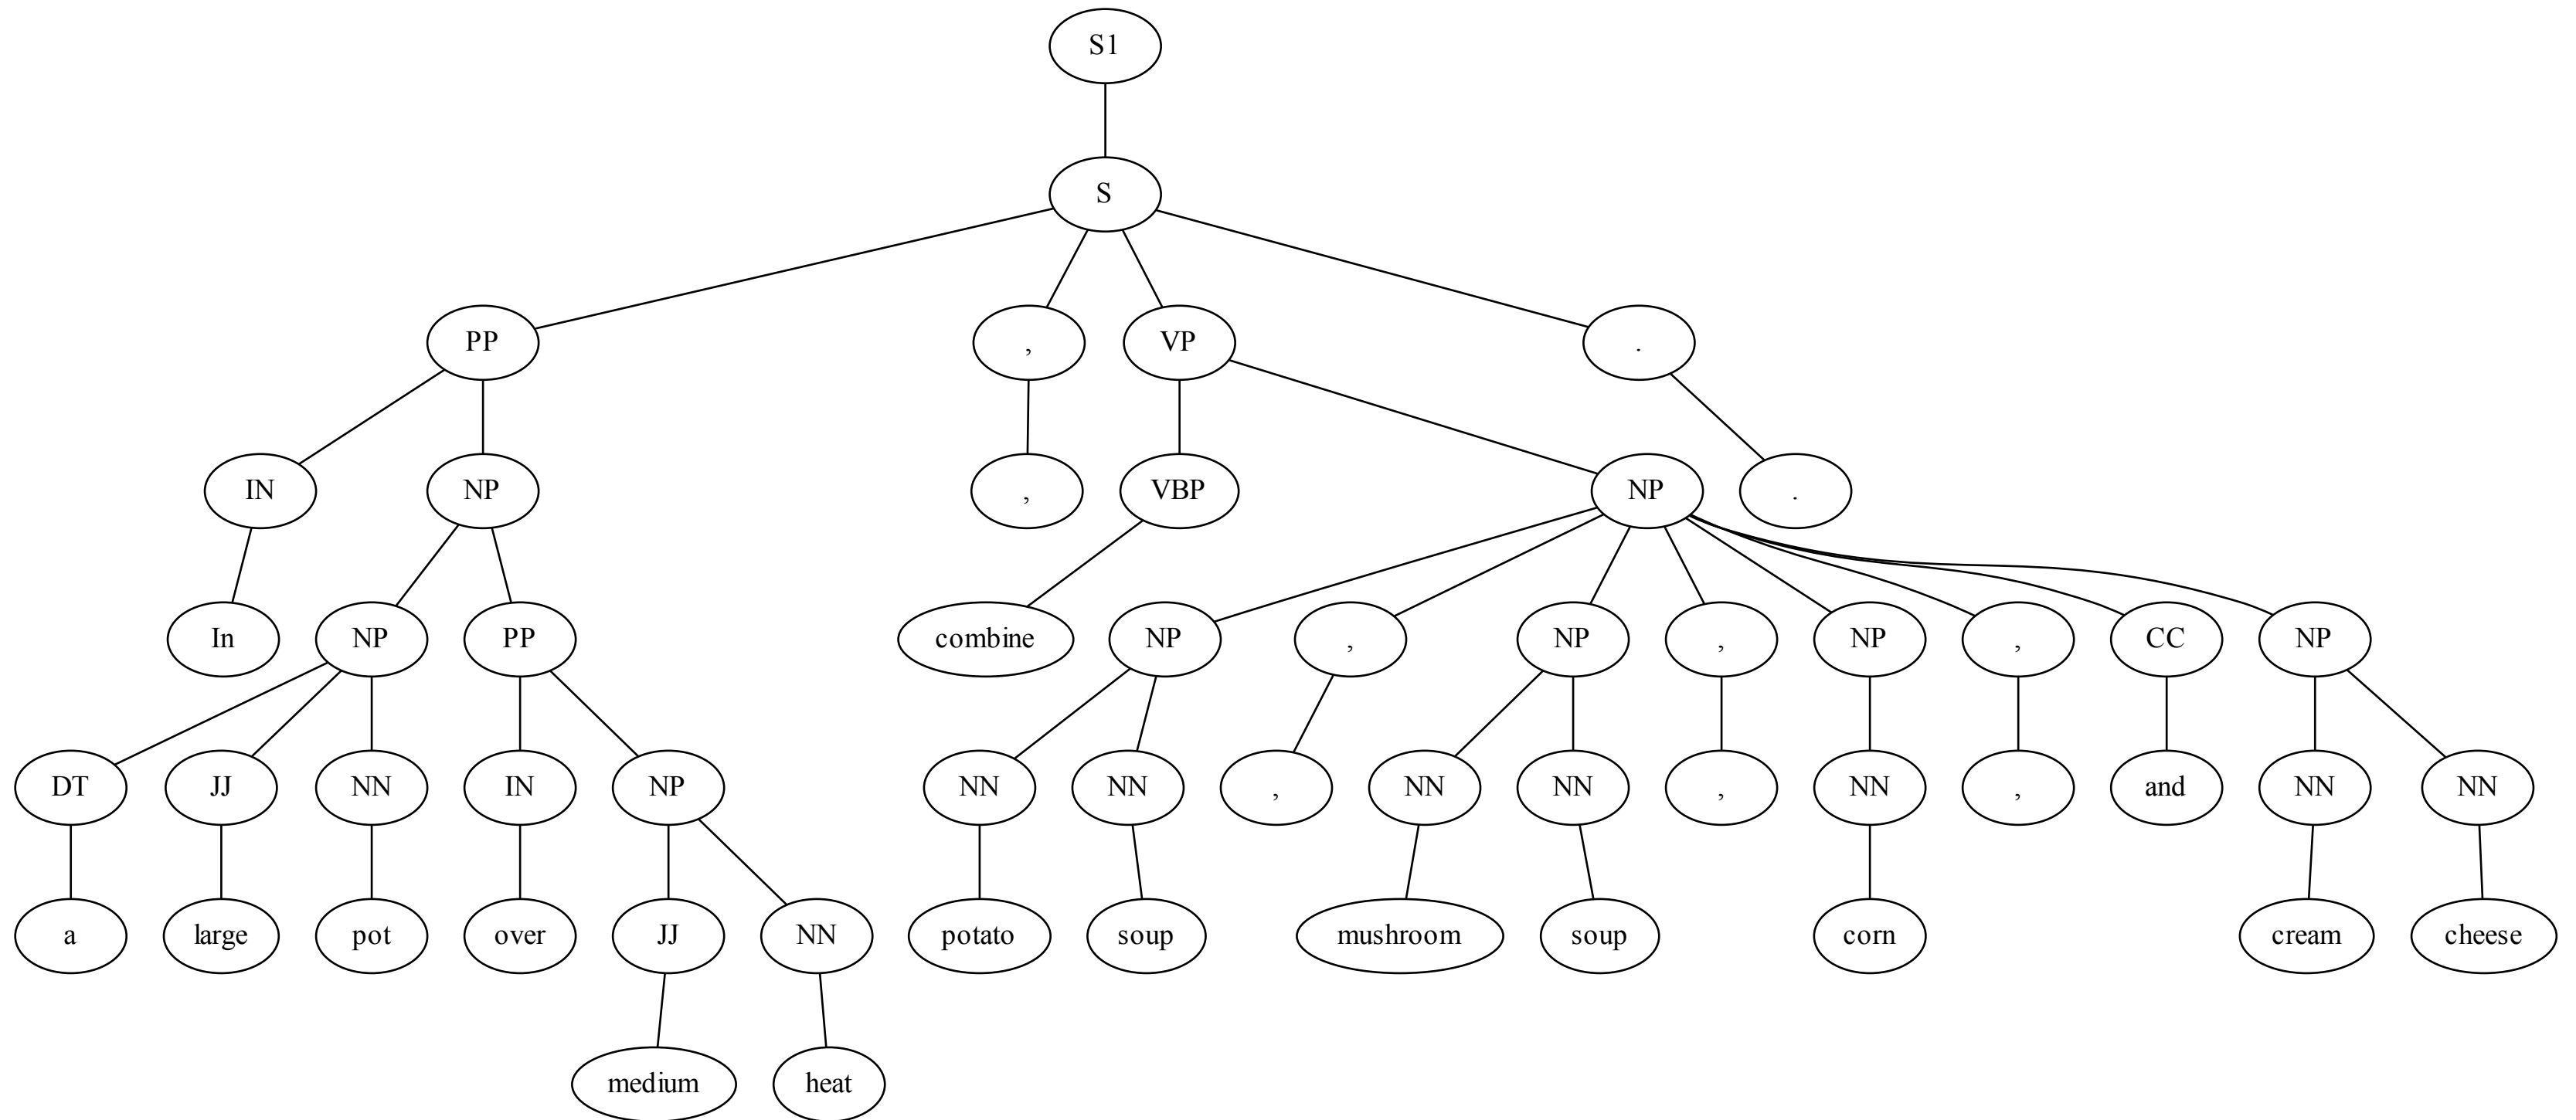 S1
S
PP , VP .
IN NP , VBP NP .
In NP PP combine NP , NP , NP , CC NP
DT JJ NN IN NP NN NN , NN NN , NN , and NN NN
a large pot over JJ NN potato soup mushroom soup corn cream cheese
medium heat